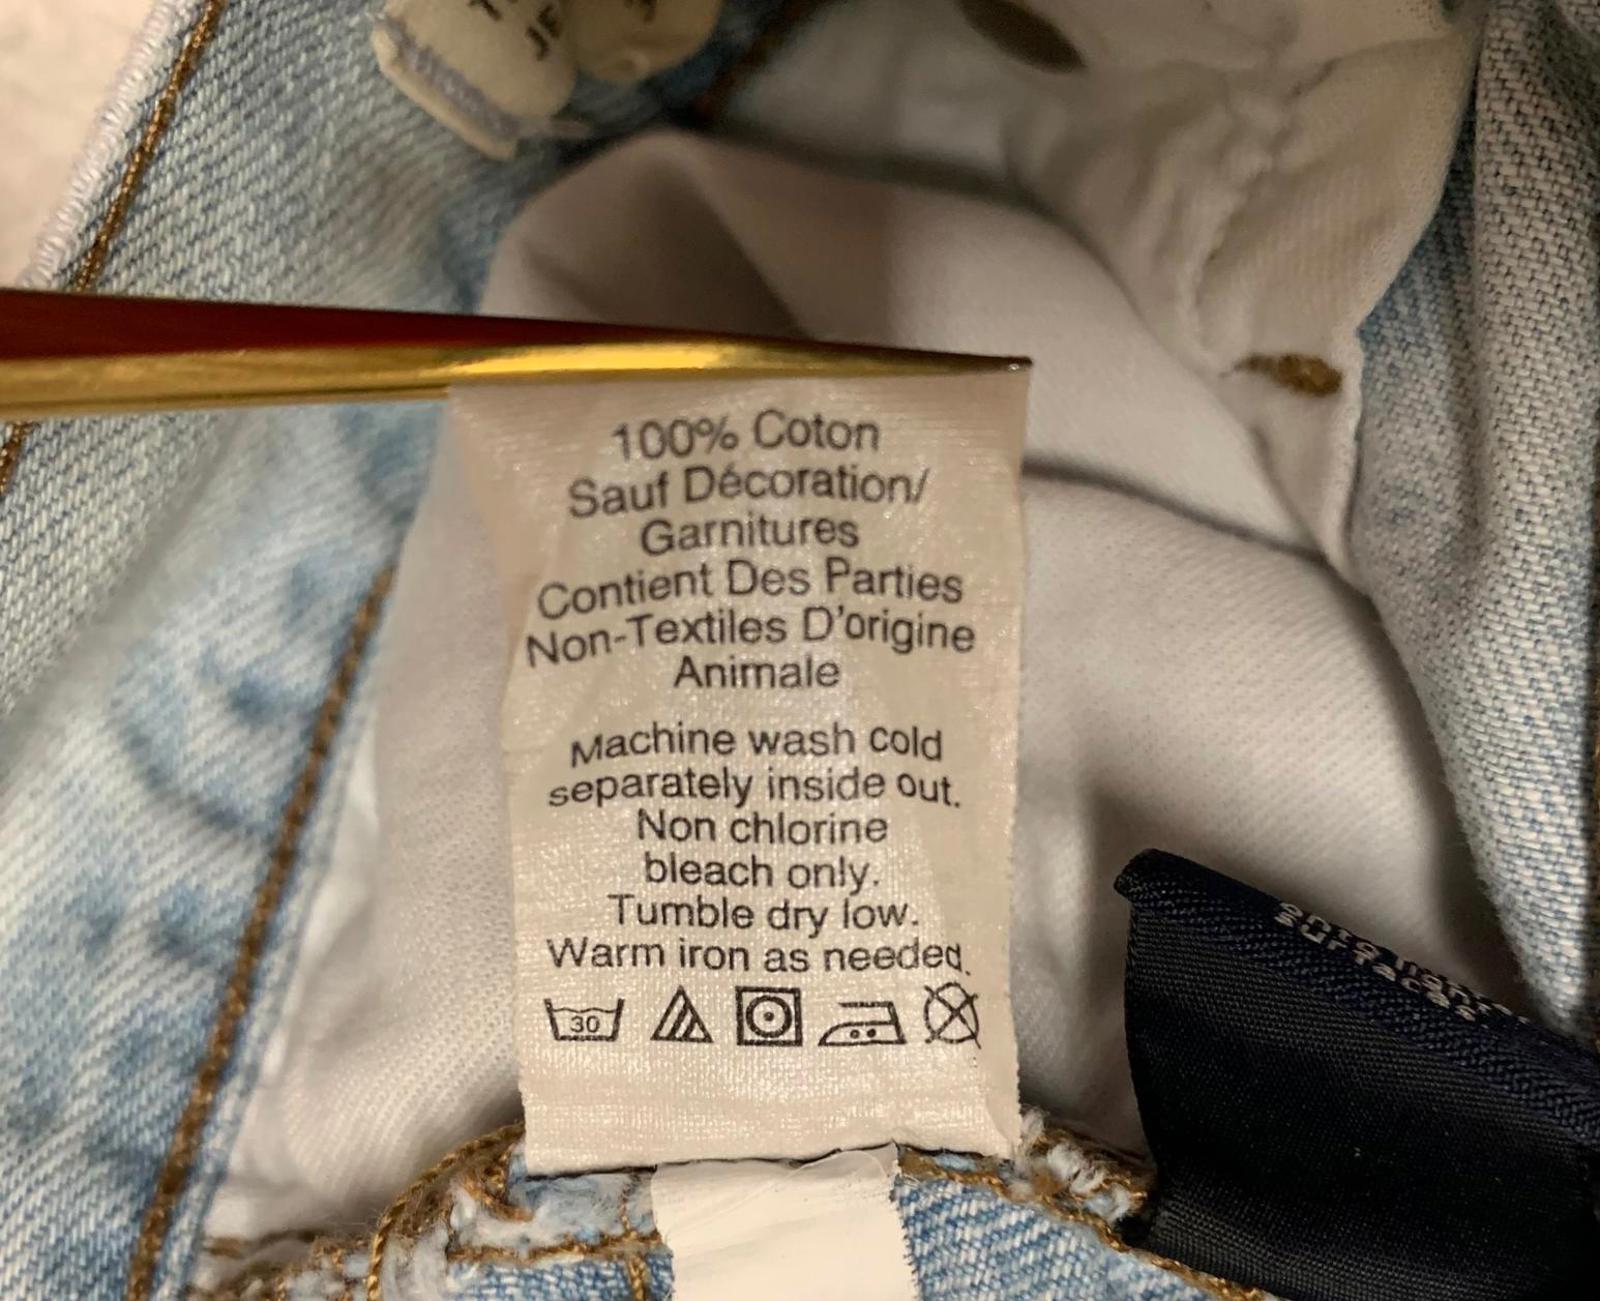 100% Coton
Sauf Décoration/
Garnitures
Contient Des Parties
Non-Textiles D'origine
Animale
Machine wash cold
separately inside out.
Non chlorine
bleach only.
Tumble dry low.
Warm iron as needed.
30